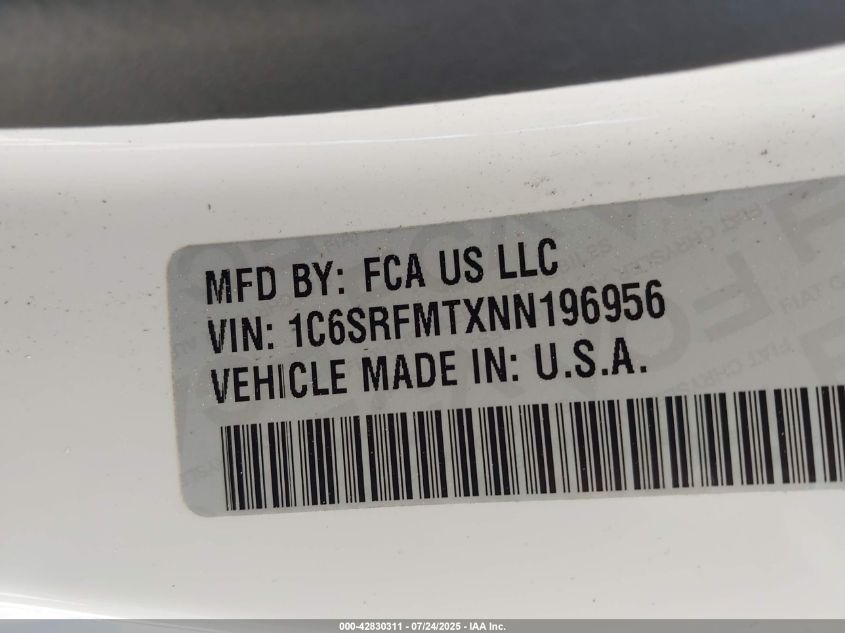 MFD BY: FCA US LLC
VIN: 1C6SRFMTXNN196956
VEHICLE MADE IN: U.S.A.
000-42830311 - 07/24/2025 - IAA Inc.